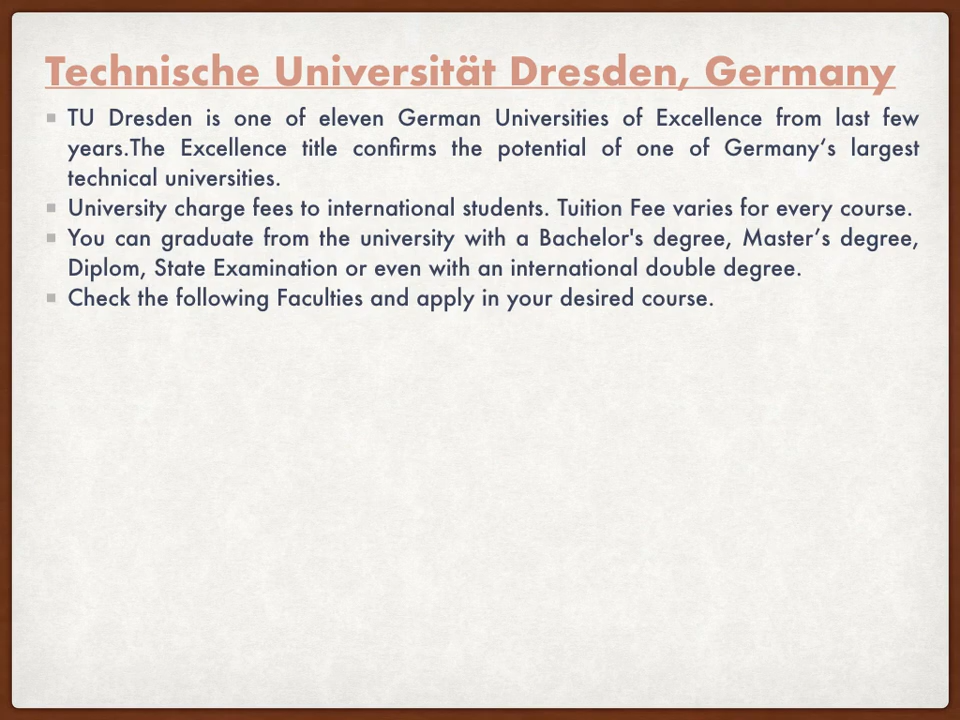 Technische Universität Dresden, Germany
▪ TU Dresden is one of eleven German Universities of Excellence from last few
years.The Excellence title confirms the potential of one of Germany‘s largest
technical universities.
▪ University charge fees to international students. Tuition Fee varies for every course.
▪ You can graduate from the university with a Bachelor's degree, Master’s degree,
Diplom, State Examination or even with an international double degree.
▪ Check the following Faculties and apply in your desired course.